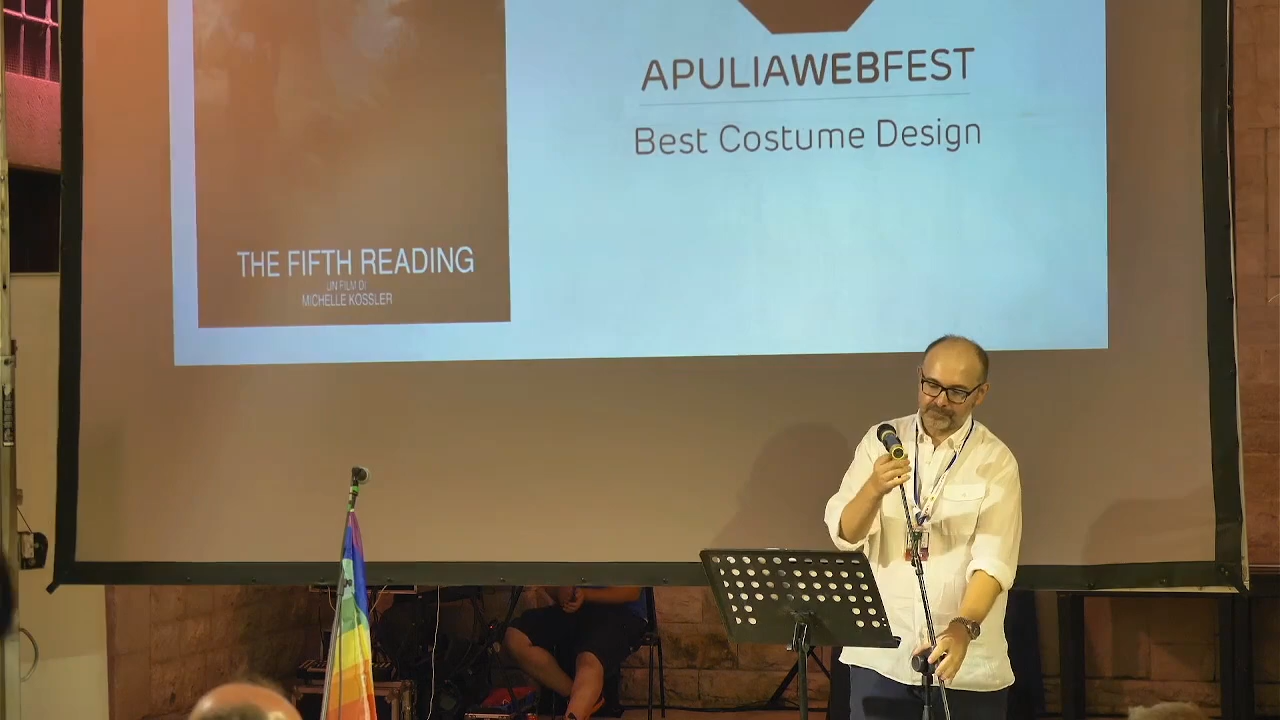 APULIAWEBFEST
Best Costume Design
THE FIFTH READING
UN FILM DI
MICHELLE KOSSLER